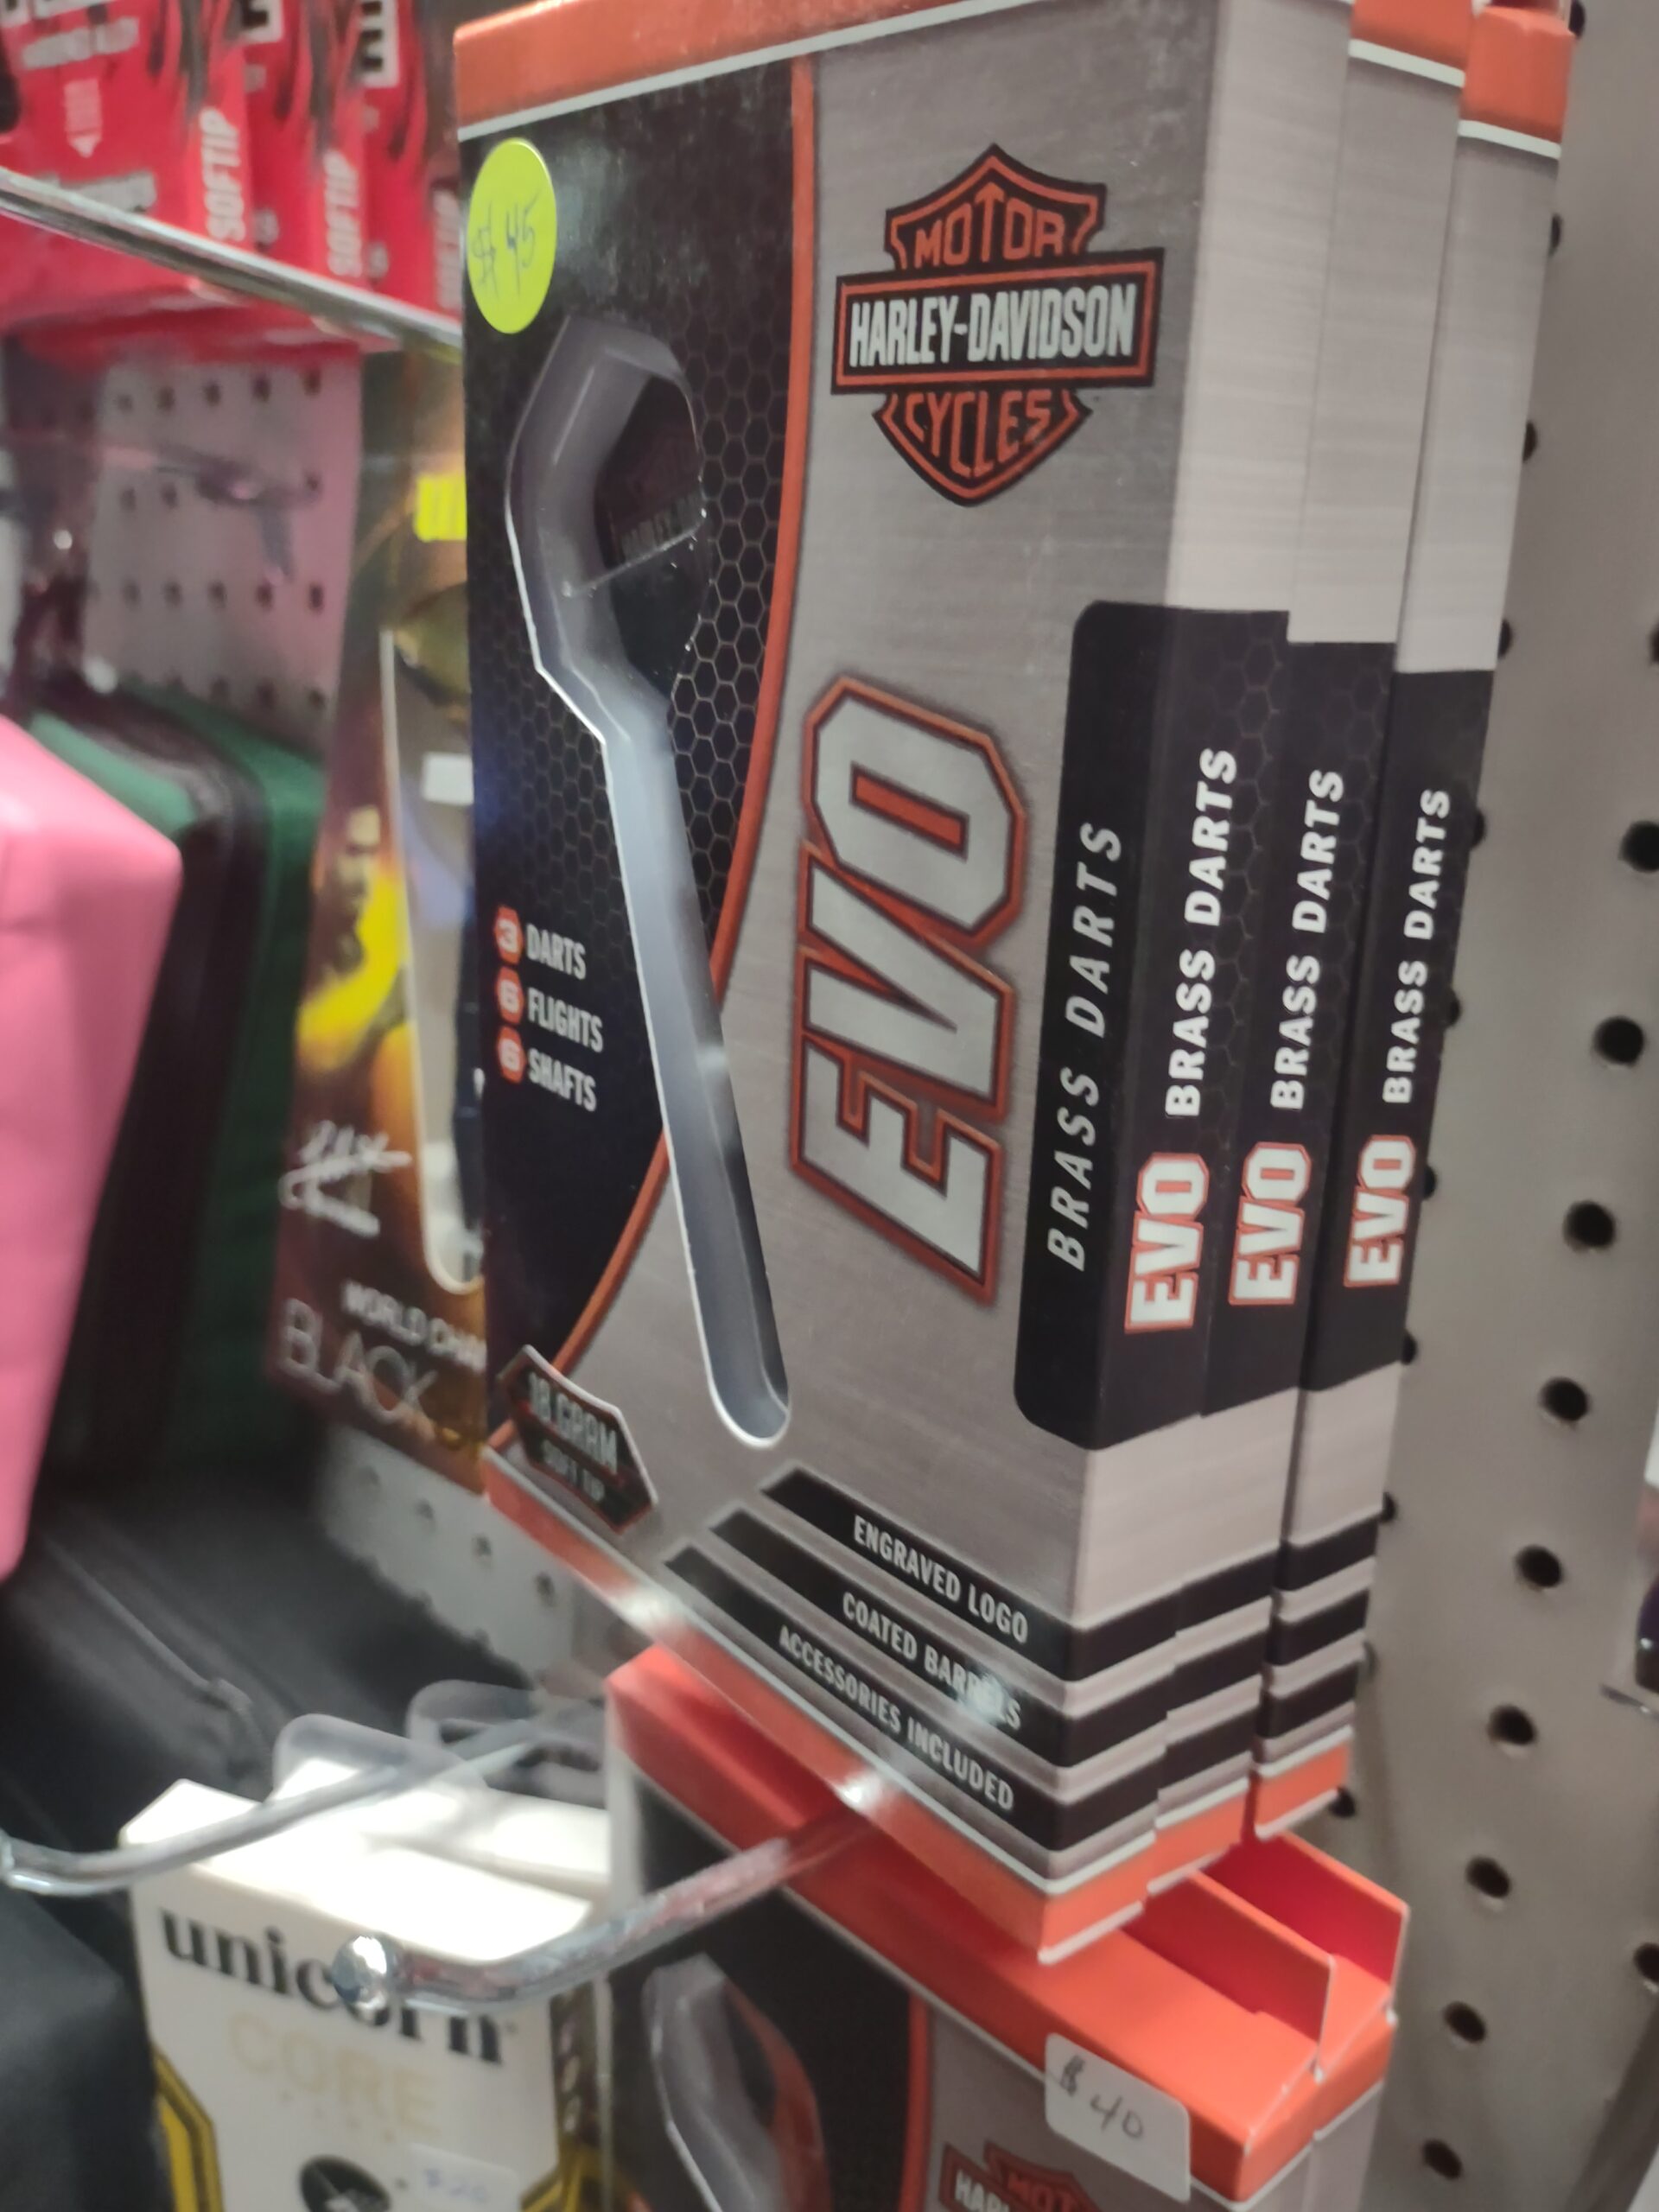 SOFTIP
SOFTIP
$45
MOTOR
HARLEY-DAVIDSON
CYCLES
EVO
BRASS DARTS
3 DARTS
6 FLIGHTS
6 SHAFTS
18 GRAM
SOFT TIP
ENGRAVED LOGO
COATED BARRELS
ACCESSORIES INCLUDED
EVO BRASS DARTS
EVO BRASS DARTS
EVO BRASS DARTS
WORLD CHA
BLACK
unicorn
CORE
$40
MOT
HARL